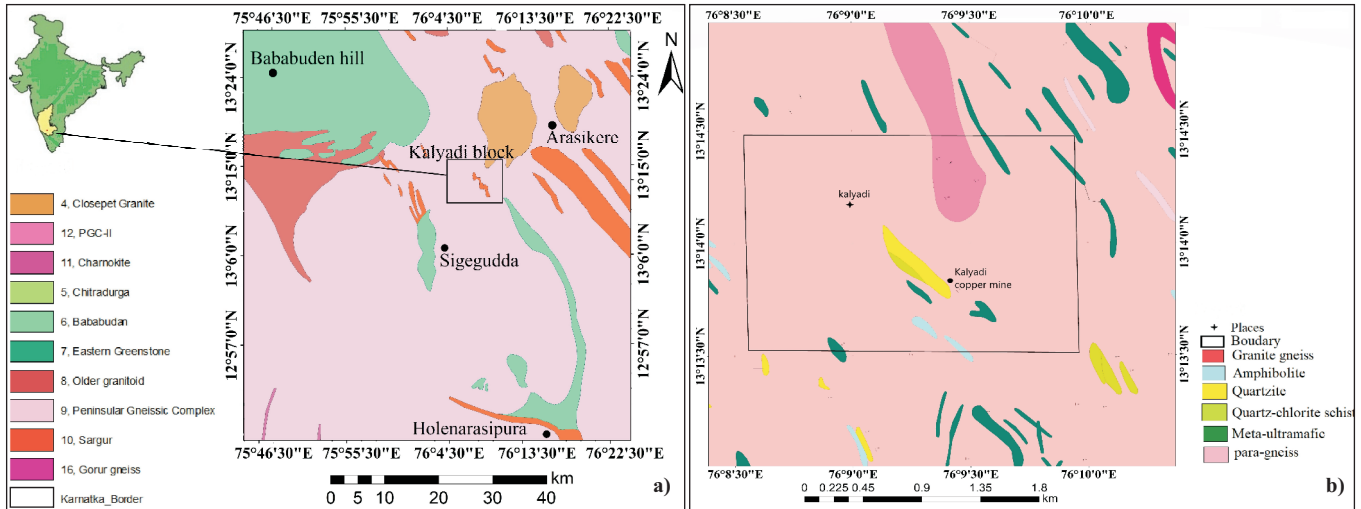 75°46'30"E 75°55'30"E 76°4'30"E 76°13'30"E 76°22'30"E
N
Bababuden hill
Arasikere
Kalyadi block
Sigegudda
Holenarasipura
13°24'0"N
13°15'0"N
13°6'0"N
12°57'0"N
13°24'0"N
13°15'0"N
13°6'0"N
12°57'0"N
75°46'30"E 75°55'30"E 76°4'30"E 76°13'30"E 76°22'30"E
0 5 10 20 30 40
km
a)
4, Closepet Granite
12, PGC-II
11, Charnokite
5, Chitradurga
6, Bababudan
7, Eastern Greenstone
8, Older granitoid
9, Peninsular Gneissic Complex
10, Sargur
16, Gorur gneiss
Karnatka_Border
b)
76°8'30"E 76°9'0"E 76°9'30"E 76°10'0"E
13°14'30"N
13°14'0"N
13°13'30"N
13°14'30"N
13°14'0"N
13°13'30"N
kalyadi
Kalyadi
copper mine
76°8'30"E 76°9'0"E 76°9'30"E 76°10'0"E
0 0.225 0.45 0.9 1.35 1.8
km
Places
Boudary
Granite gneiss
Amphibolite
Quartzite
Quartz-chlorite schist
Meta-ultramafic
para-gneiss